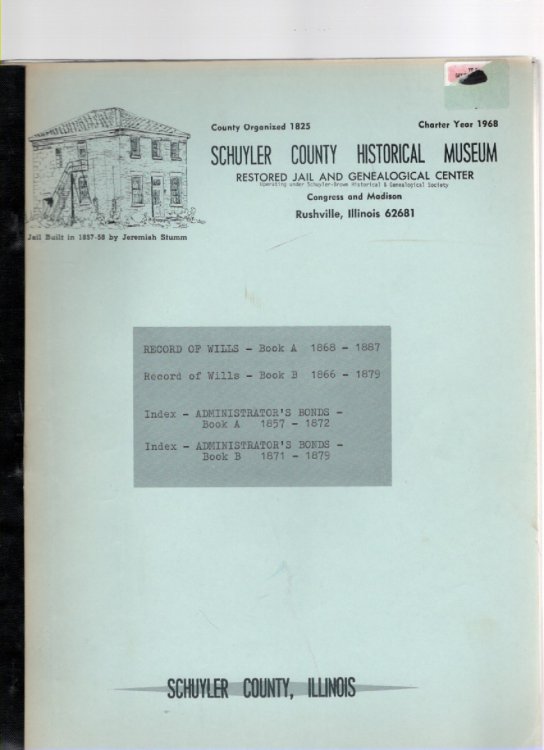 County Organized 1825
Charter Year 1968
SCHUYLER COUNTY HISTORICAL MUSEUM
RESTORED JAIL AND GENEALOGICAL CENTER
Operating under Schuyler-Brown Historical & Genealogical Society
Congress and Madison
Rushville, Illinois 62681
Jail Built in 1857-58 by Jeremiah Stumm
RECORD OF WILLS - Book A 1868 - 1887
Record of Wills - Book B 1866 - 1879
Index - ADMINISTRATOR'S BONDS -
Book A 1857 - 1872
Index - ADMINISTRATOR'S BONDS -
Book B 1871 - 1879
SCHUYLER COUNTY, ILLINOIS